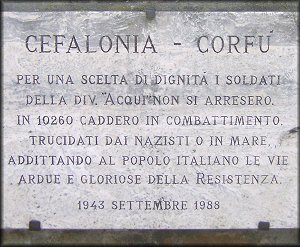 CEFALONIA - CORFÙ
PER UNA SCELTA DI DIGNITÀ I SOLDATI
DELLA DIV. "ACQUI" NON SI ARRESERO.
IN 10260 CADDERO IN COMBATTIMENTO.
TRUCIDATI DAI NAZISTI O IN MARE,
ADDITTANDO AL POPOLO ITALIANO LE VIE
ARDUE E GLORIOSE DELLA RESISTENZA.
1943 SETTEMBRE 1988